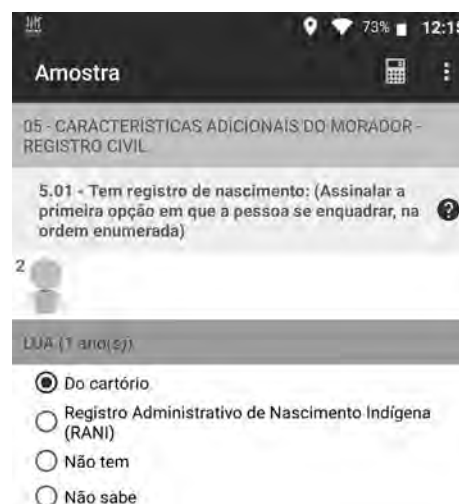 73% 12:15
Amostra
05 - CARACTERÍSTICAS ADICIONAIS DO MORADOR -
REGISTRO CIVIL
5.01 - Tem registro de nascimento: (Assinalar a
primeira opção em que a pessoa se enquadrar, na
ordem enumerada)
?
2
LUA (1 ano(s))
Do cartório
Registro Administrativo de Nascimento Indígena
(RANI)
Não tem
Não sabe